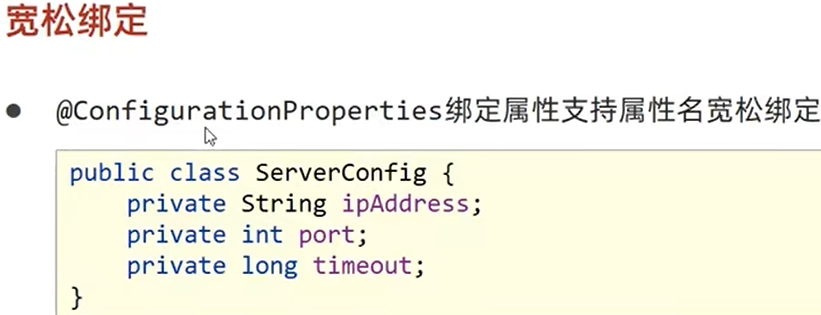 宽松绑定
● @ConfigurationProperties绑定属性支持属性名宽松绑定
public class ServerConfig {
    private String ipAddress;
    private int port;
    private long timeout;
}